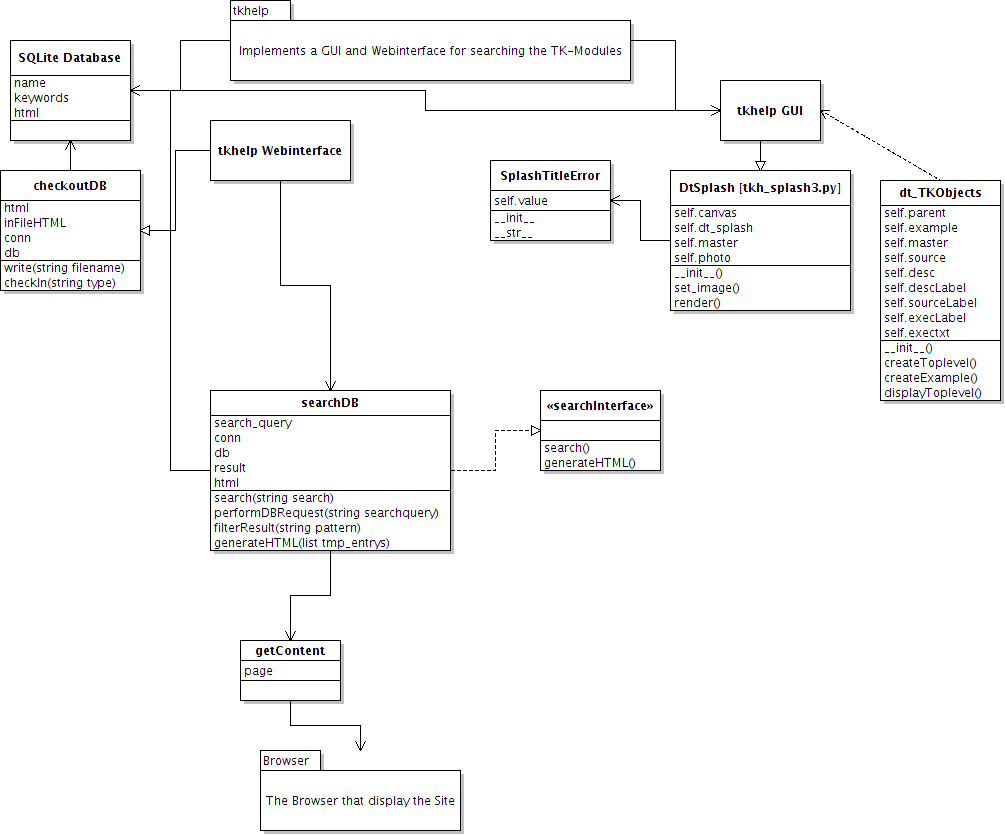 tkhelp
Implements a GUI and Webinterface for searching the TK-Modules
SQLite Database
name
keywords
html
tkhelp GUI
tkhelp Webinterface
checkoutDB
html
inFileHTML
conn
db
write(string filename)
checkIn(string type)
SplashTitleError
self.value
__init__
__str__
DtSplash [tkh_splash3.py]
self.canvas
self.dt_splash
self.master
self.photo
__init__()
set_image()
render()
dt_TKObjects
self.parent
self.example
self.master
self.source
self.desc
self.descLabel
self.sourceLabel
self.execLabel
self.exectxt
__init__()
createToplevel()
createExample()
displayToplevel()
searchDB
search_query
conn
db
result
html
search(string search)
performDBRequest(string searchquery)
filterResult(string pattern)
generateHTML(list tmp_entrys)
«searchInterface»
search()
generateHTML()
getContent
page
Browser
The Browser that display the Site